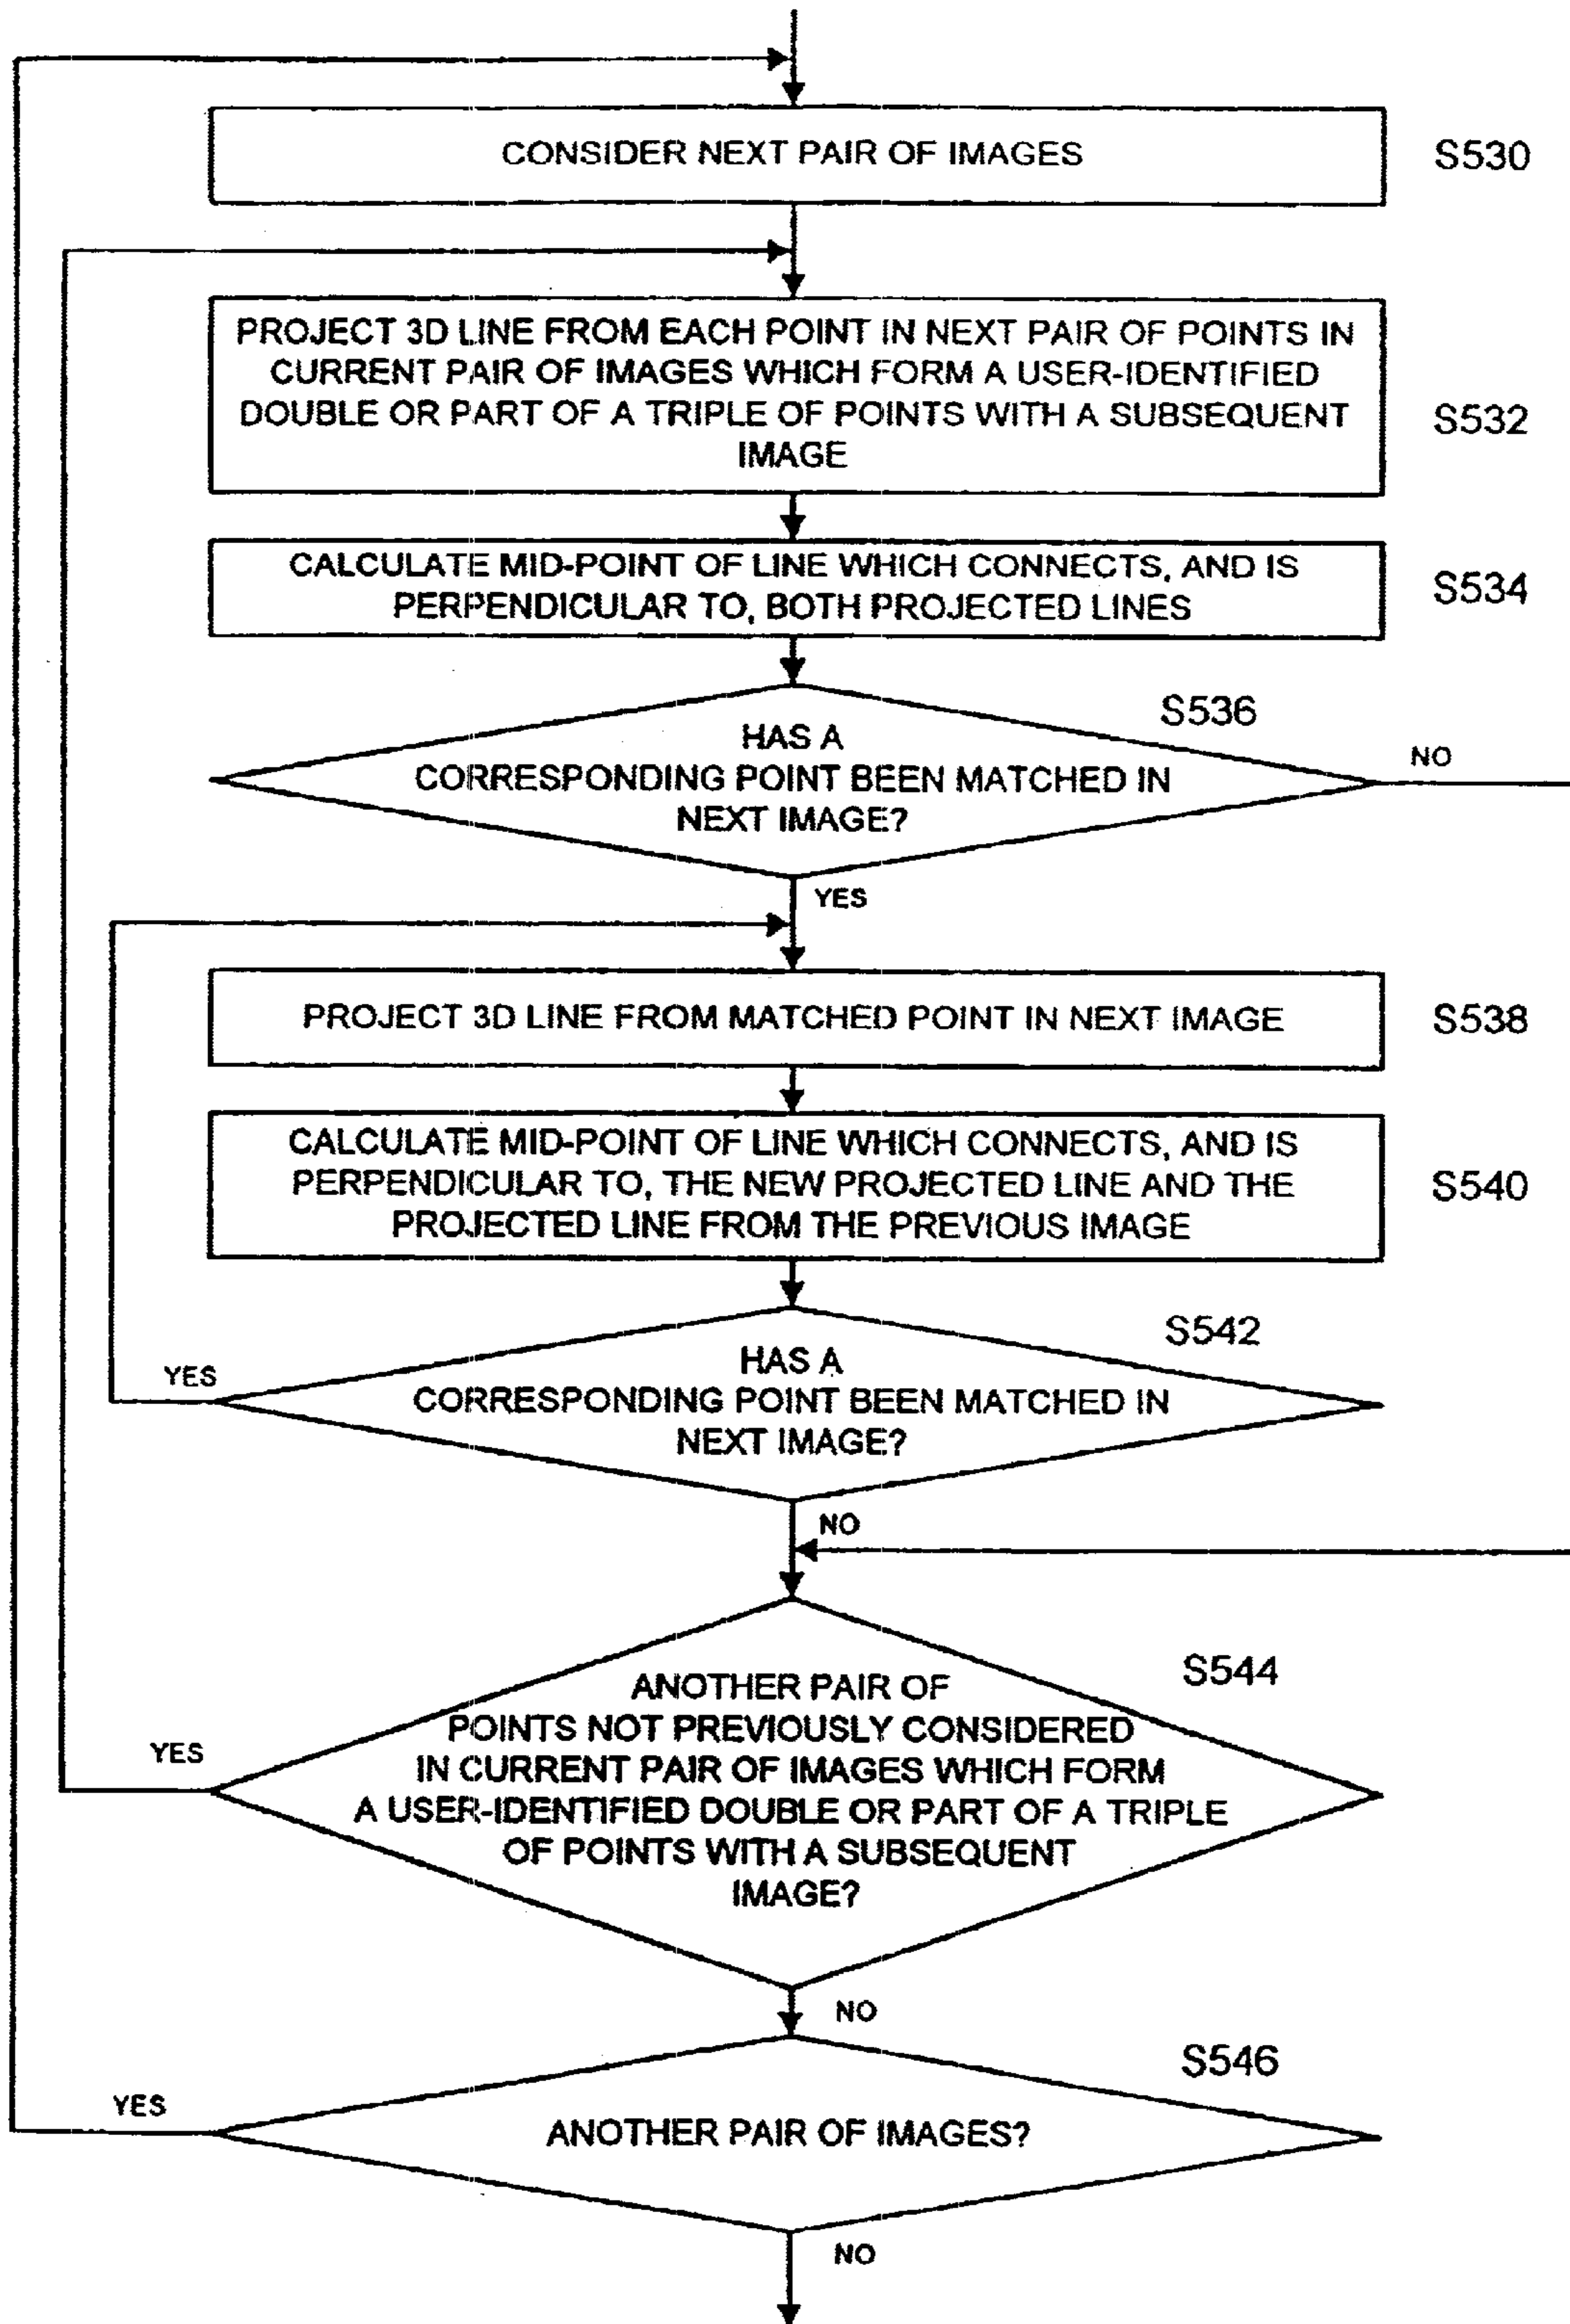 CONSIDER NEXT PAIR OF IMAGES
S530
PROJECT 3D LINE FROM EACH POINT IN NEXT PAIR OF POINTS IN
CURRENT PAIR OF IMAGES WHICH FORM A USER-IDENTIFIED
DOUBLE OR PART OF A TRIPLE OF POINTS WITH A SUBSEQUENT
IMAGE
S532
CALCULATE MID-POINT OF LINE WHICH CONNECTS, AND IS
PERPENDICULAR TO, BOTH PROJECTED LINES
S534
S536
HAS A
CORRESPONDING POINT BEEN MATCHED IN
NEXT IMAGE?
NO
YES
PROJECT 3D LINE FROM MATCHED POINT IN NEXT IMAGE
S538
CALCULATE MID-POINT OF LINE WHICH CONNECTS, AND IS
PERPENDICULAR TO, THE NEW PROJECTED LINE AND THE
PROJECTED LINE FROM THE PREVIOUS IMAGE
S540
S542
HAS A
CORRESPONDING POINT BEEN MATCHED IN
NEXT IMAGE?
YES
NO
S544
ANOTHER PAIR OF
POINTS NOT PREVIOUSLY CONSIDERED
IN CURRENT PAIR OF IMAGES WHICH FORM
A USER-IDENTIFIED DOUBLE OR PART OF A TRIPLE
OF POINTS WITH A SUBSEQUENT
IMAGE?
YES
NO
S546
ANOTHER PAIR OF IMAGES?
YES
NO